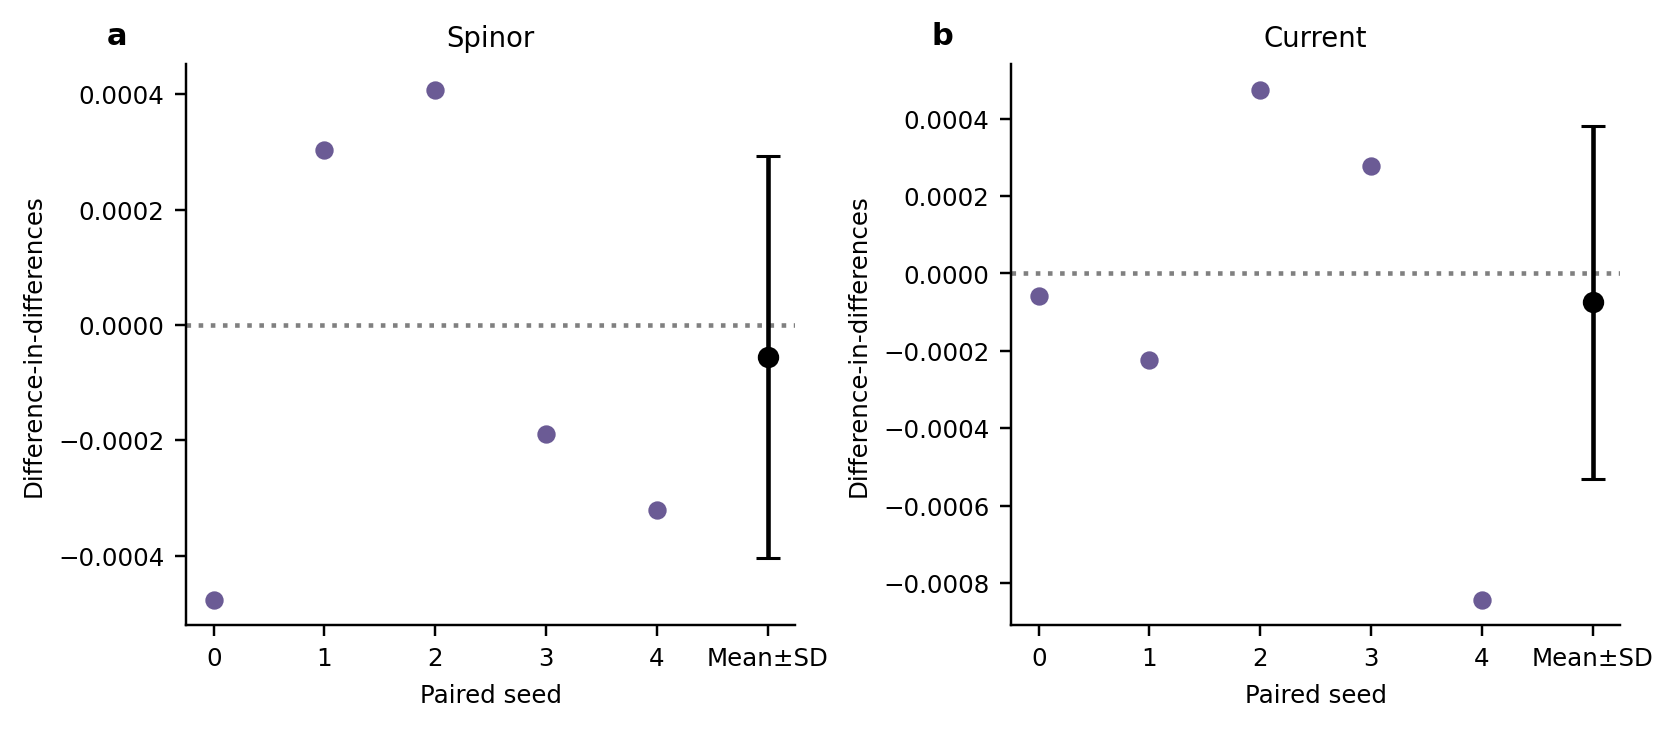 a
Spinor
Difference-in-differences
0.0004
0.0002
0.0000
−0.0002
−0.0004
0 1 2 3 4 Mean±SD
Paired seed
b
Current
Difference-in-differences
0.0004
0.0002
0.0000
−0.0002
−0.0004
−0.0006
−0.0008
0 1 2 3 4 Mean±SD
Paired seed